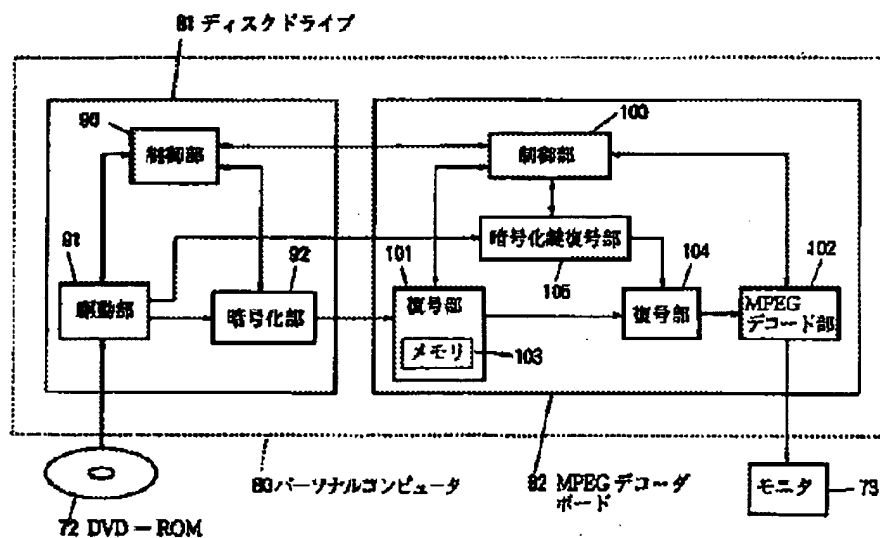 81 ディスクドライブ
90
制御部
100
制御部
91
駆動部
92
暗号化部
暗号化鍵復号部
105
101
復号部
メモリ
103
104
復号部
102
MPEG
デコード部
72 DVD-ROM
80 パーソナルコンピュータ
82 MPEG デコーダ
ボード
モニタ
73